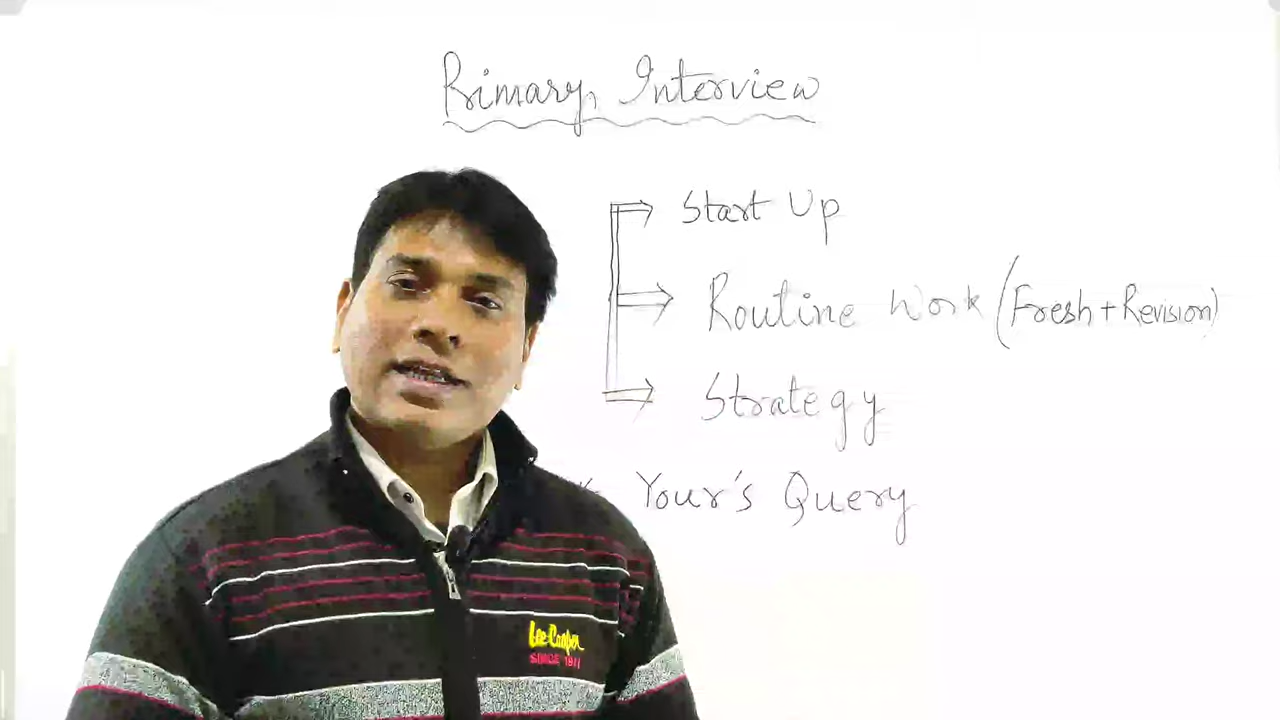 Primary Interview
Start Up
Routine Work (Fresh + Revision)
Strategy
Your's Query
Lee Cooper
SINCE 1911